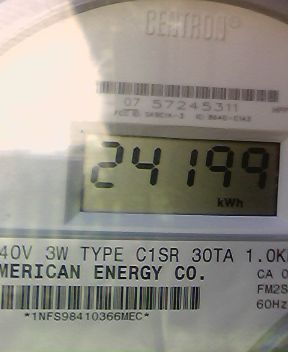 CENTRON®
07 57245311
24199
kWh
40V 3W TYPE C1SR 30TA 1.0K
MERICAN ENERGY CO.
CA 0
FM2S
60Hz
*1NFS98410366MEC*